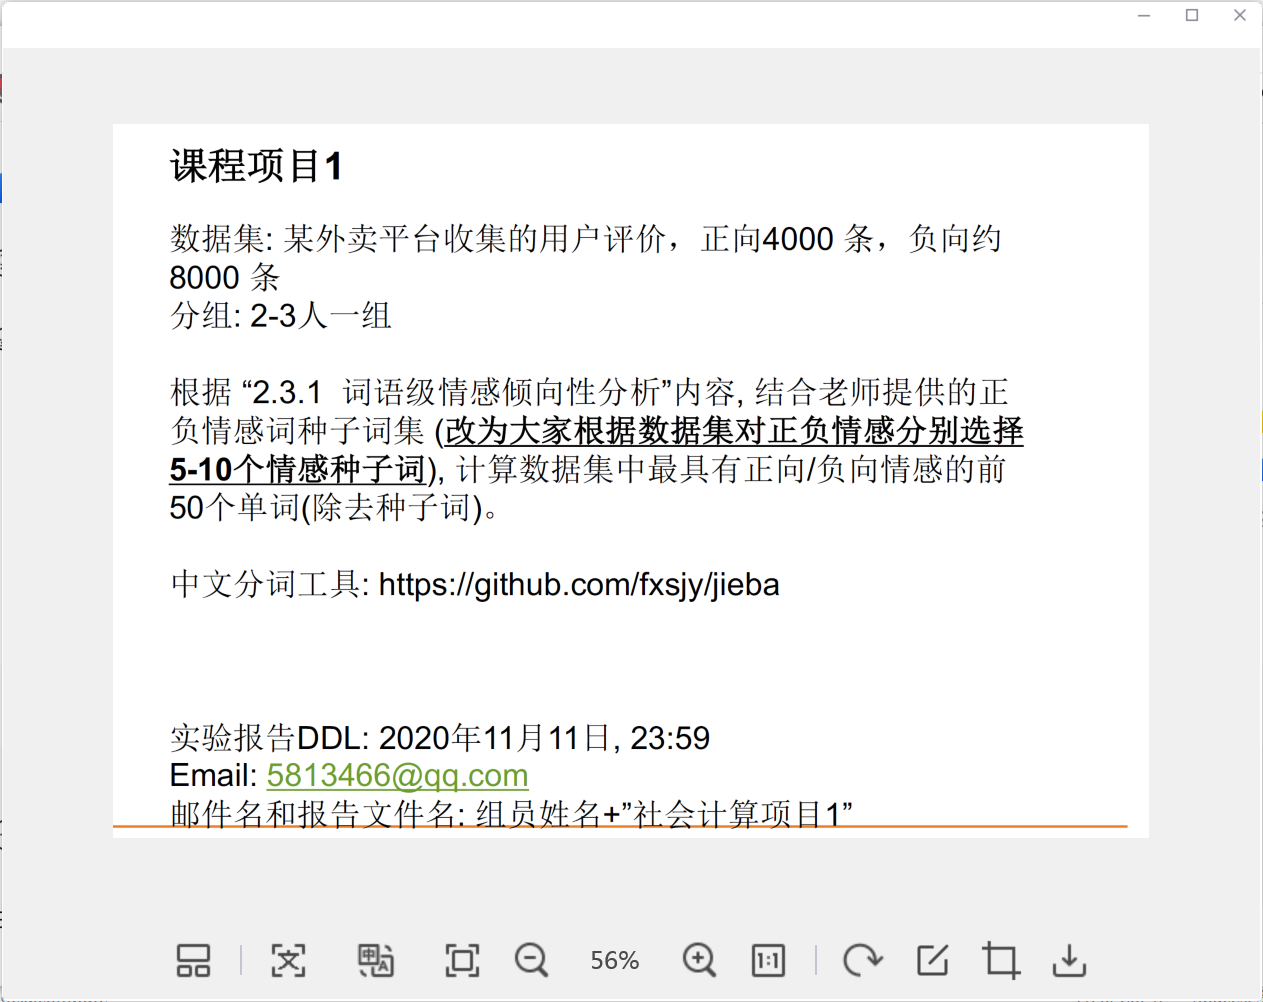 课程项目1
数据集: 某外卖平台收集的用户评价，正向4000 条，负向约
8000 条
分组: 2-3人一组
根据 “2.3.1  词语级情感倾向性分析”内容, 结合老师提供的正
负情感词种子词集 (改为大家根据数据集对正负情感分别选择
5-10个情感种子词), 计算数据集中最具有正向/负向情感的前
50个单词(除去种子词)。
中文分词工具: https://github.com/fxsjy/jieba
实验报告DDL: 2020年11月11日, 23:59
Email: 5813466@qq.com
邮件名和报告文件名: 组员姓名+”社会计算项目1”
56%
1:1